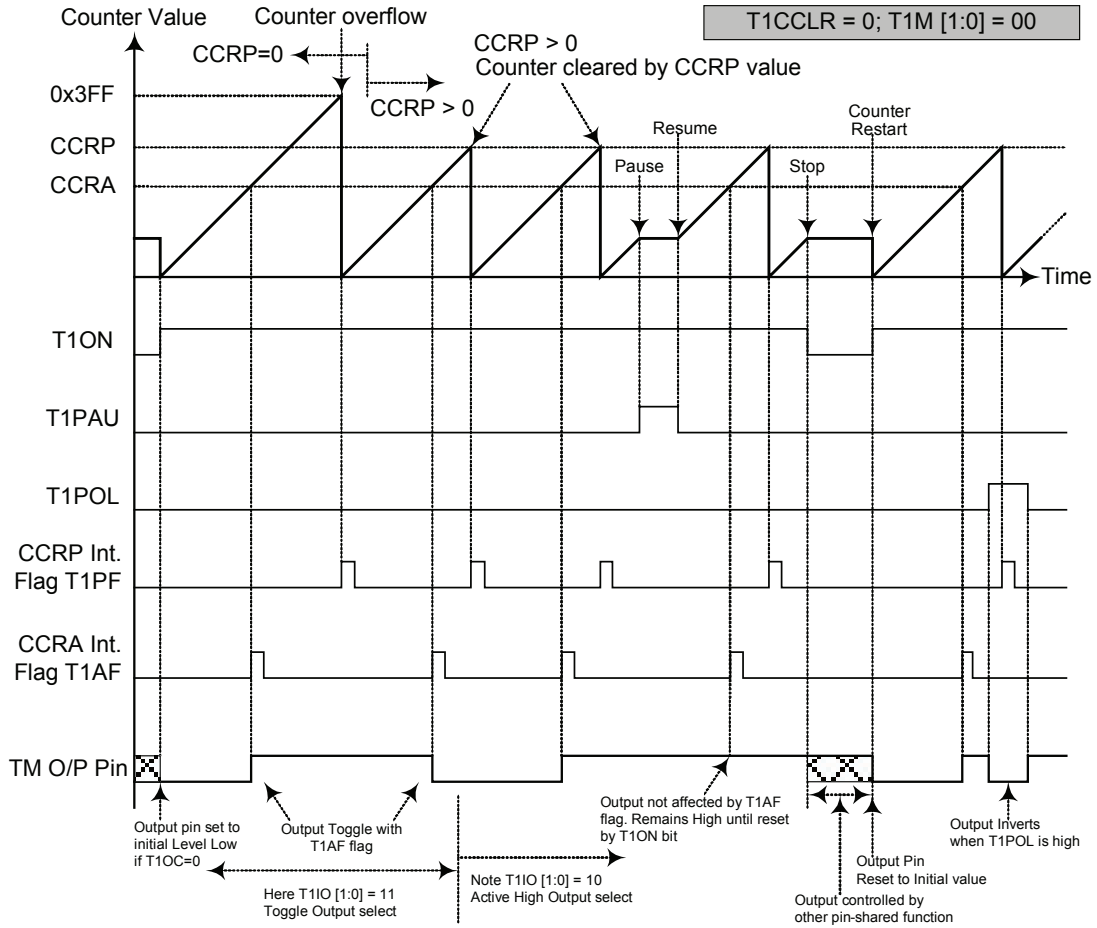 Counter Value
Counter overflow
T1CCLR = 0; T1M [1:0] = 00
CCRP=0
CCRP > 0
CCRP > 0
Counter cleared by CCRP value
0x3FF
CCRP
CCRA
Pause
Resume
Stop
Counter
Restart
Time
T1ON
T1PAU
T1POL
CCRP Int.
Flag T1PF
CCRA Int.
Flag T1AF
TM O/P Pin
Output pin set to
initial Level Low
if T1OC=0
Output Toggle with
T1AF flag
Output not affected by T1AF
flag. Remains High until reset
by T1ON bit
Output Inverts
when T1POL is high
Output Pin
Reset to Initial value
Here T1IO [1:0] = 11
Toggle Output select
Note T1IO [1:0] = 10
Active High Output select
Output controlled by
other pin-shared function